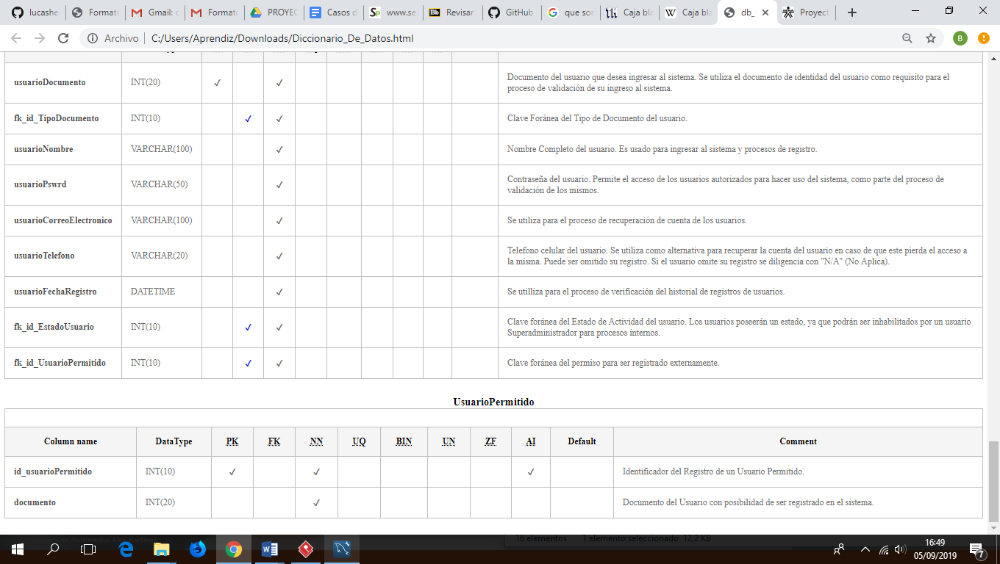 lucashe
Formato
Gmail: c
Formato
PROYEC
Casos d
www.se
Revisar
GitHub
que son
Caja bla
Caja bla
db_
Proyect
Archivo
C:/Users/Aprendiz/Downloads/Diccionario_De_Datos.html
B
usuarioDocumento INT(20) ✓ ✓ Documento del usuario que desea ingresar al sistema. Se utiliza el documento de identidad del usuario como requisito para el
proceso de validación de su ingreso al sistema.
fk_id_TipoDocumento INT(10) ✓ ✓ Clave Foránea del Tipo de Documento del usuario.
usuarioNombre VARCHAR(100) ✓ Nombre Completo del usuario. Es usado para ingresar al sistema y procesos de registro.
usuarioPswrd VARCHAR(50) ✓ Contraseña del usuario. Permite el acceso de los usuarios autorizados para hacer uso del sistema, como parte del proceso de
validación de los mismos.
usuarioCorreoElectronico VARCHAR(100) ✓ Se utiliza para el proceso de recuperación de cuenta de los usuarios.
usuarioTelefono VARCHAR(20) ✓ Telefono celular del usuario. Se utiliza como alternativa para recuperar la cuenta del usuario en caso de que este pierda el acceso a
la misma. Puede ser omitido su registro. Si el usuario omite su registro se diligencia con "N/A" (No Aplica).
usuarioFechaRegistro DATETIME ✓ Se utilliza para el proceso de verificación del historial de registros de usuarios.
fk_id_EstadoUsuario INT(10) ✓ ✓ Clave foránea del Estado de Actividad del usuario. Los usuarios poseerán un estado, ya que podrán ser inhabilitados por un usuario
Superadministrador para procesos internos.
fk_id_UsuarioPermitido INT(10) ✓ ✓ Clave foránea del permiso para ser registrado externamente.
UsuarioPermitido
Column name DataType PK FK NN UQ BIN UN ZF AI Default Comment
id_usuarioPermitido INT(10) ✓ ✓ ✓ Identificador del Registro de un Usuario Permitido.
documento INT(20) ✓ Documento del Usuario con posibilidad de ser registrado en el sistema.
16 elementos 1 elemento seleccionado 12,2 KB
16:49
05/09/2019
7